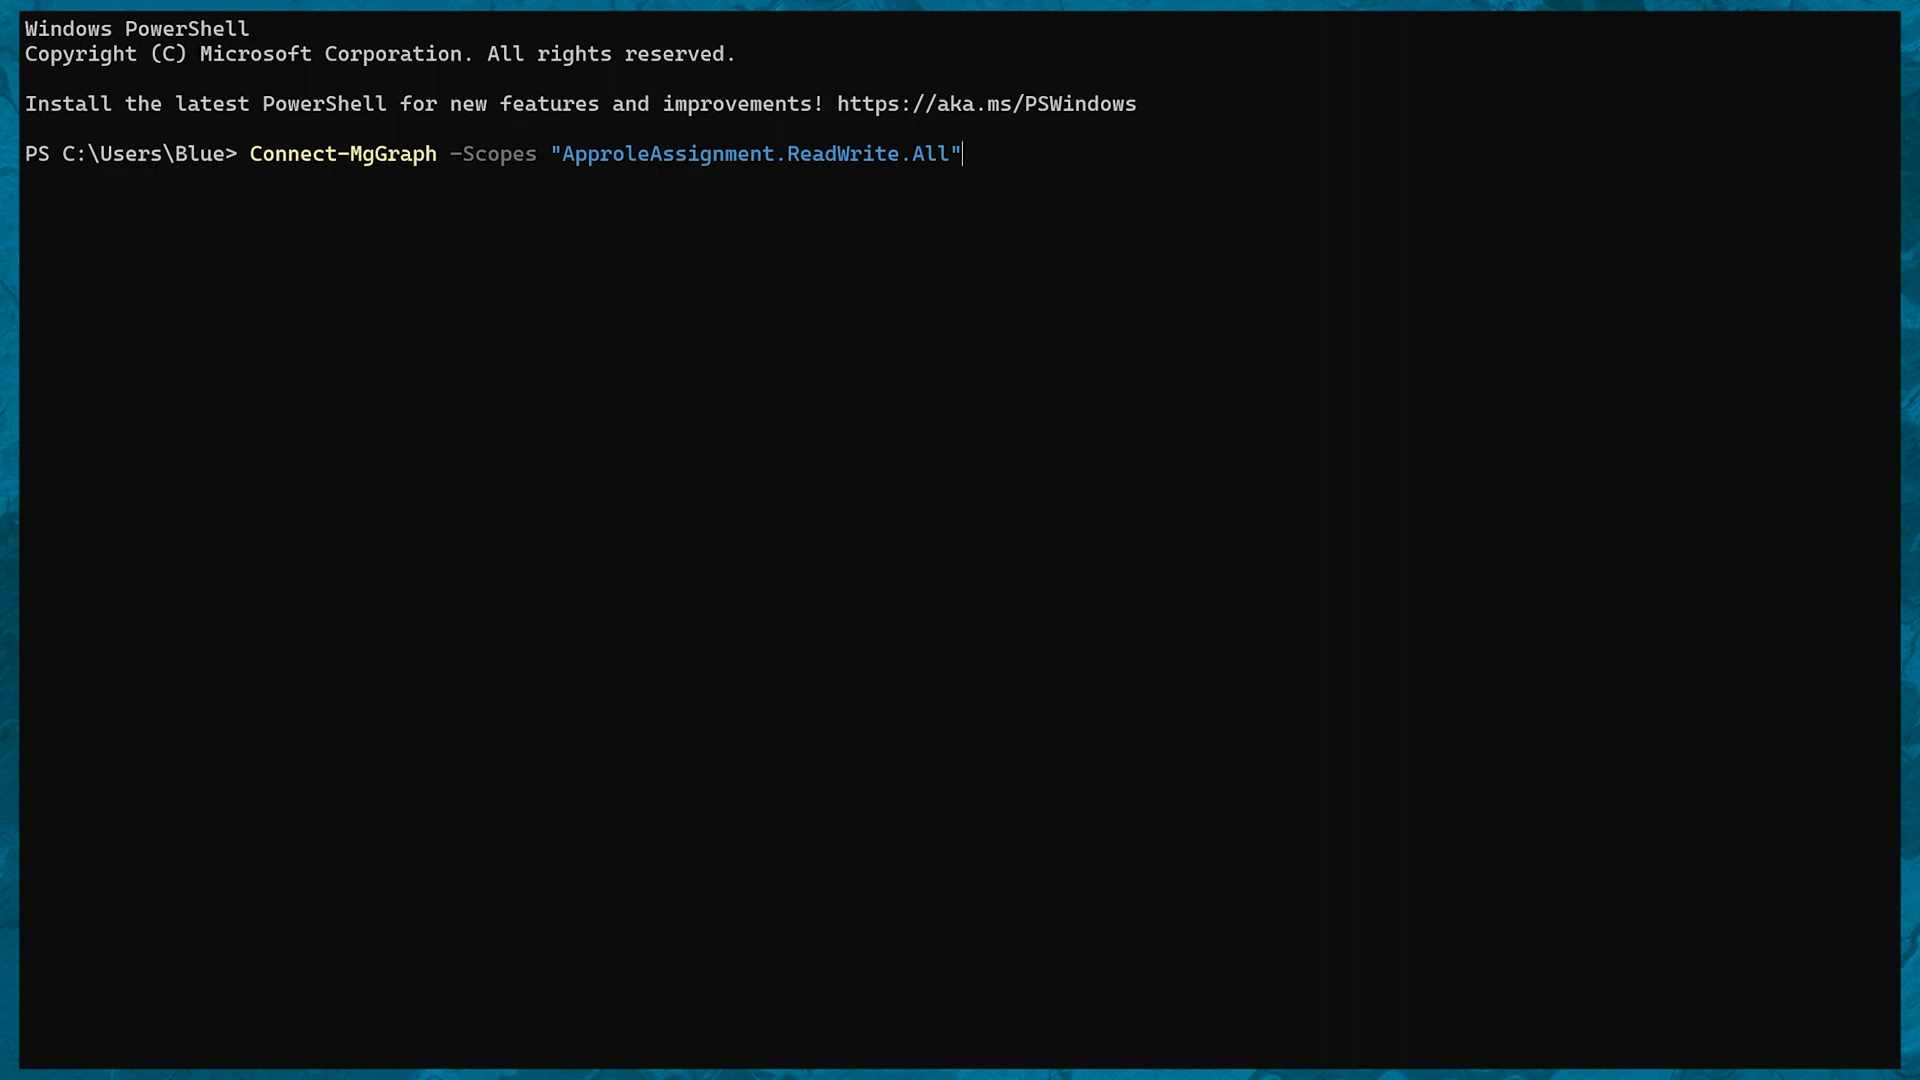 Windows PowerShell
Copyright (C) Microsoft Corporation. All rights reserved.
Install the latest PowerShell for new features and improvements! https://aka.ms/PSWindows
PS C:\Users\Blue> Connect-MgGraph -Scopes "AppRoleAssignment.ReadWrite.All"